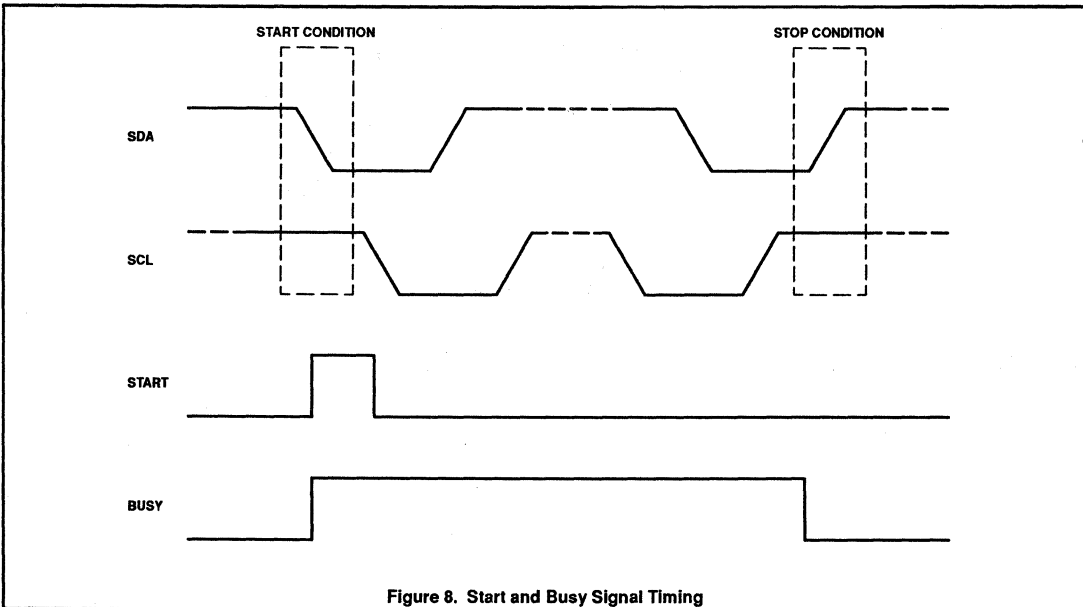 START CONDITION
STOP CONDITION
SDA
SCL
START
BUSY
Figure 8. Start and Busy Signal Timing